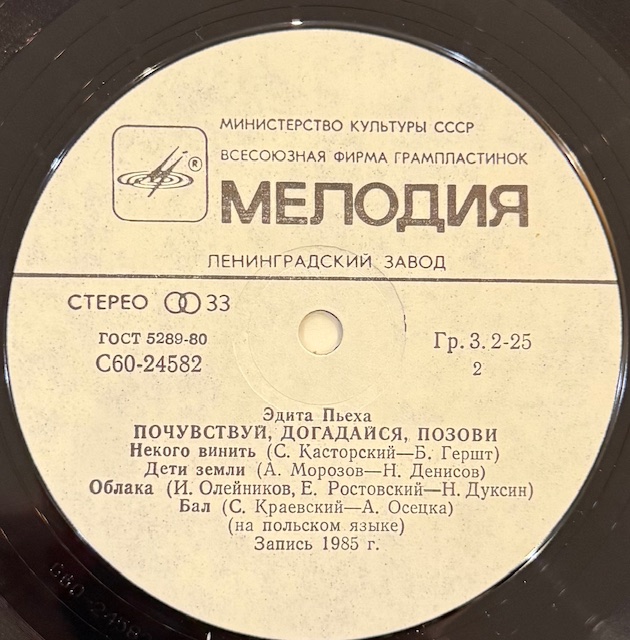 МИНИСТЕРСТВО КУЛЬТУРЫ СССР
ВСЕСОЮЗНАЯ ФИРМА ГРАМПЛАСТИНОК
®
МЕЛОДИЯ
ЛЕНИНГРАДСКИЙ ЗАВОД
СТЕРЕО 33
ГОСТ 5289-80
С60-24582
Гр. 3. 2-25
2
Эдита Пьеха
ПОЧУВСТВУЙ, ДОГАДАЙСЯ, ПОЗОВИ
Некого винить (С. Касторский—Б. Гершт)
Дети земли (А. Морозов—Н. Денисов)
Облака (И. Олейников, Е. Ростовский—Н. Дуксин)
Бал (С. Краевский—А. Осецка)
(на польском языке)
Запись 1985 г.